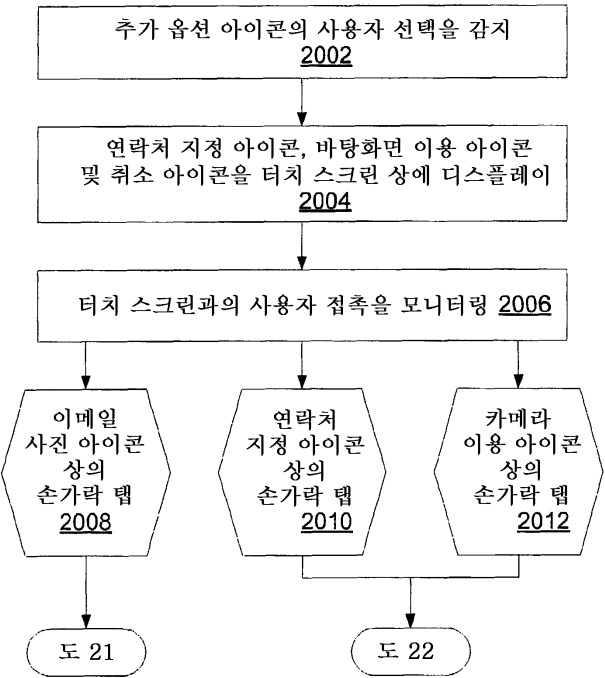 추가 옵션 아이콘의 사용자 선택을 감지
2002
연락처 지정 아이콘, 바탕화면 이용 아이콘
및 취소 아이콘을 터치 스크린 상에 디스플레이
2004
터치 스크린과의 사용자 접촉을 모니터링 2006
이메일
사진 아이콘
상의
손가락 탭
2008
연락처
지정 아이콘
상의
손가락 탭
2010
카메라
이용 아이콘
상의
손가락 탭
2012
도 21
도 22